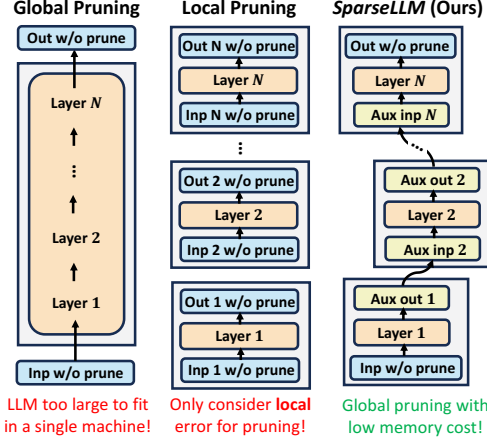 Global Pruning
Out w/o prune
Layer N
...
Layer 2
Layer 1
Inp w/o prune
LLM too large to fit
in a single machine!
Local Pruning
Out N w/o prune
Layer N
Inp N w/o prune
...
Out 2 w/o prune
Layer 2
Inp 2 w/o prune
Out 1 w/o prune
Layer 1
Inp 1 w/o prune
Only consider local
error for pruning!
SparseLLM (Ours)
Out w/o prune
Layer N
Aux inp N
Aux out 2
Layer 2
Aux inp 2
Aux out 1
Layer 1
Inp w/o prune
Global pruning with
low memory cost!